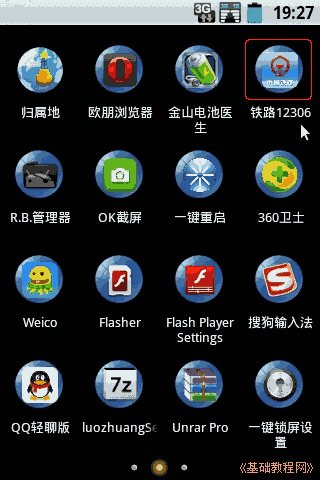 3G 19:27
归属地 欧朋浏览器 金山电池医生 铁路12306
R.B.管理器 OK截屏 一键重启 360卫士
Weico Flasher Flash Player Settings 搜狗输入法
7z
QQ轻聊版 luozhuangSe Unrar Pro 一键锁屏设置
《基础教程网》